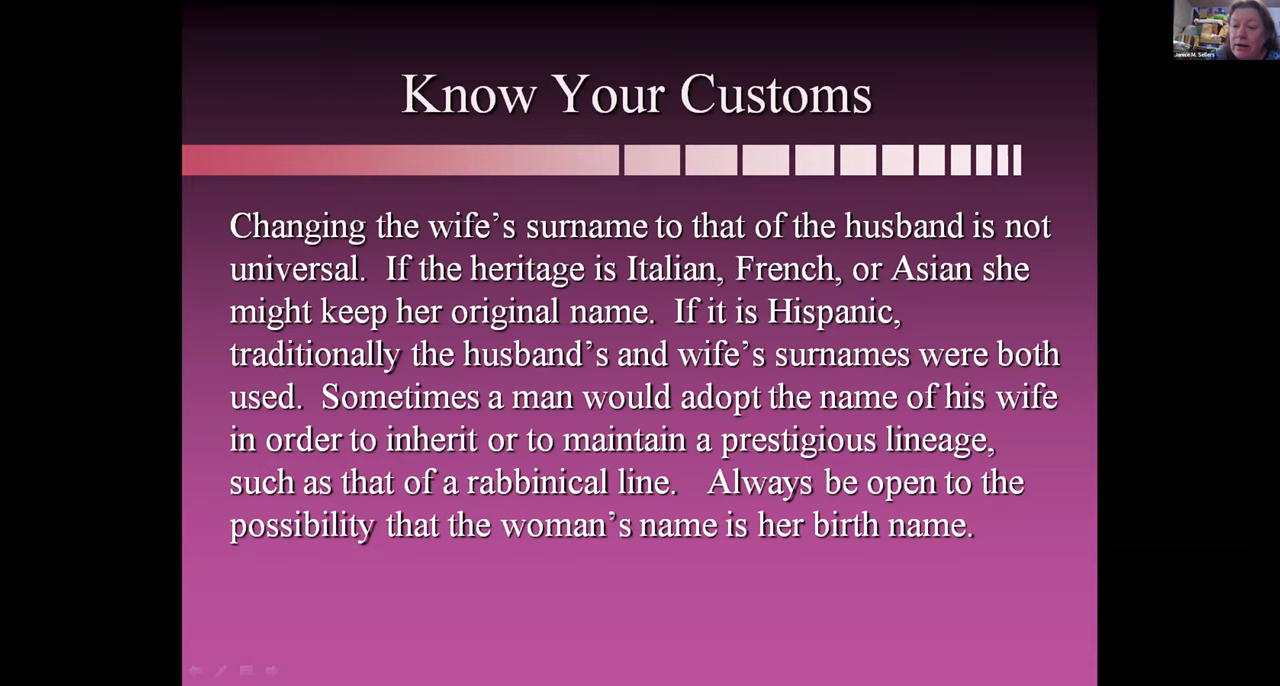 Know Your Customs
Changing the wife’s surname to that of the husband is not
universal.  If the heritage is Italian, French, or Asian she
might keep her original name.  If it is Hispanic,
traditionally the husband’s and wife’s surnames were both
used.  Sometimes a man would adopt the name of his wife
in order to inherit or to maintain a prestigious lineage,
such as that of a rabbinical line.   Always be open to the
possibility that the woman’s name is her birth name.
Janice M. Sellers